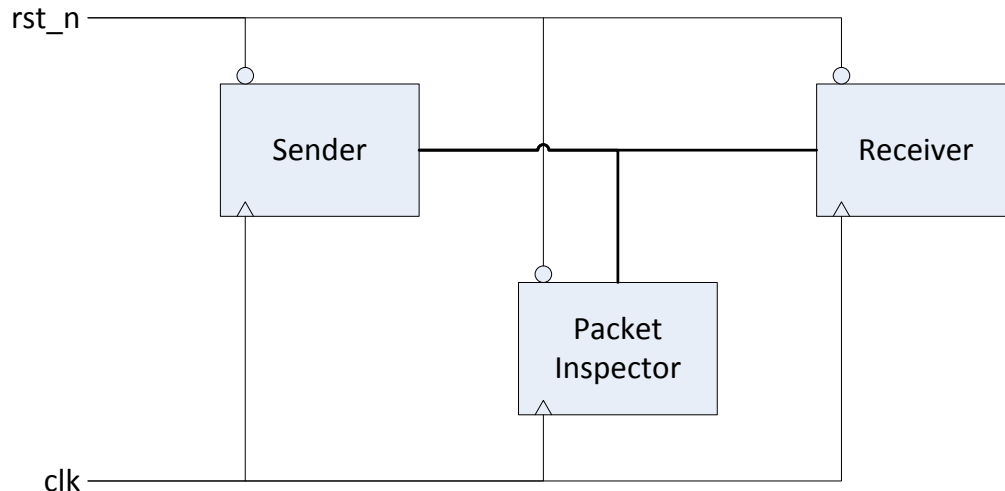 rst_n
Sender
Receiver
Packet
Inspector
clk